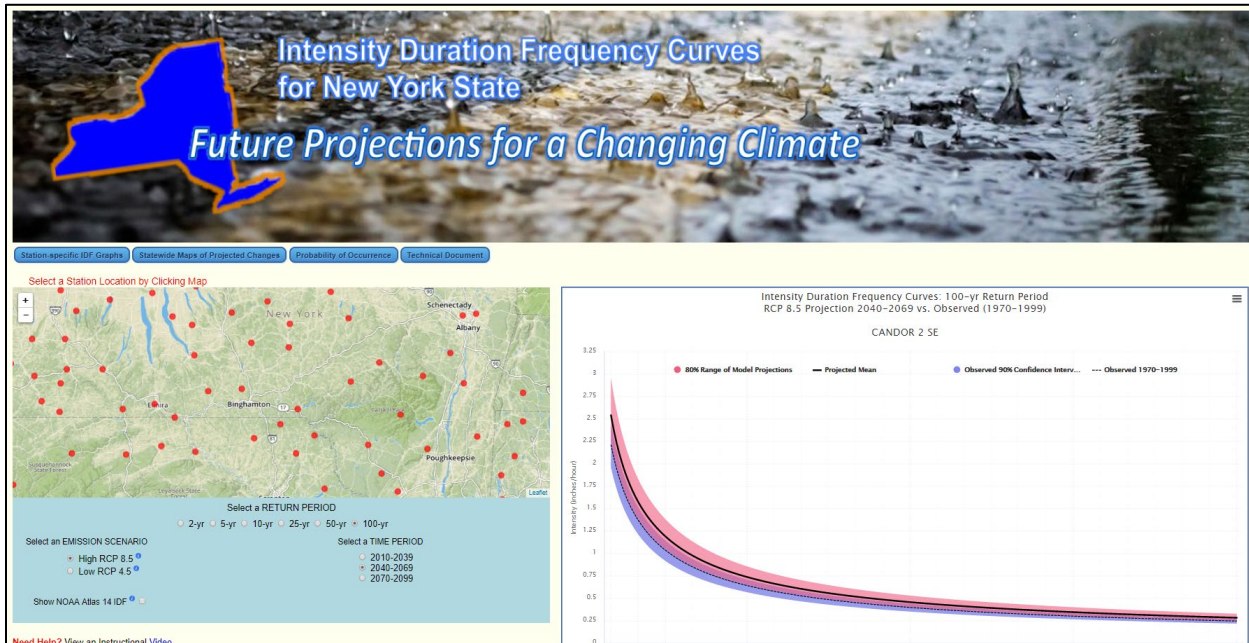 Intensity Duration Frequency Curves
for New York State
Future Projections for a Changing Climate
Station-specific IDF Graphs
Statewide Maps of Projected Changes
Probability of Occurrence
Technical Document
Select a Station Location by Clicking Map
+
−
New York
Schenectady
Albany
Elmira
Binghamton
17
81
Poughkeepsie
Leaflet
Select a RETURN PERIOD
2-yr 5-yr 10-yr 25-yr 50-yr 100-yr
Select an EMISSION SCENARIO
High RCP 8.5
Low RCP 4.5
Select a TIME PERIOD
2010-2039
2040-2069
2070-2099
Show NOAA Atlas 14 IDF
Need Help? View an Instructional Video
Intensity Duration Frequency Curves: 100-yr Return Period
RCP 8.5 Projection 2040-2069 vs. Observed (1970-1999)
CANDOR 2 SE
80% Range of Model Projections
Projected Mean
Observed 90% Confidence Interv...
Observed 1970-1999
Intensity (inches/hour)
3.25
3
2.75
2.5
2.25
2
1.75
1.5
1.25
1
0.75
0.5
0.25
0